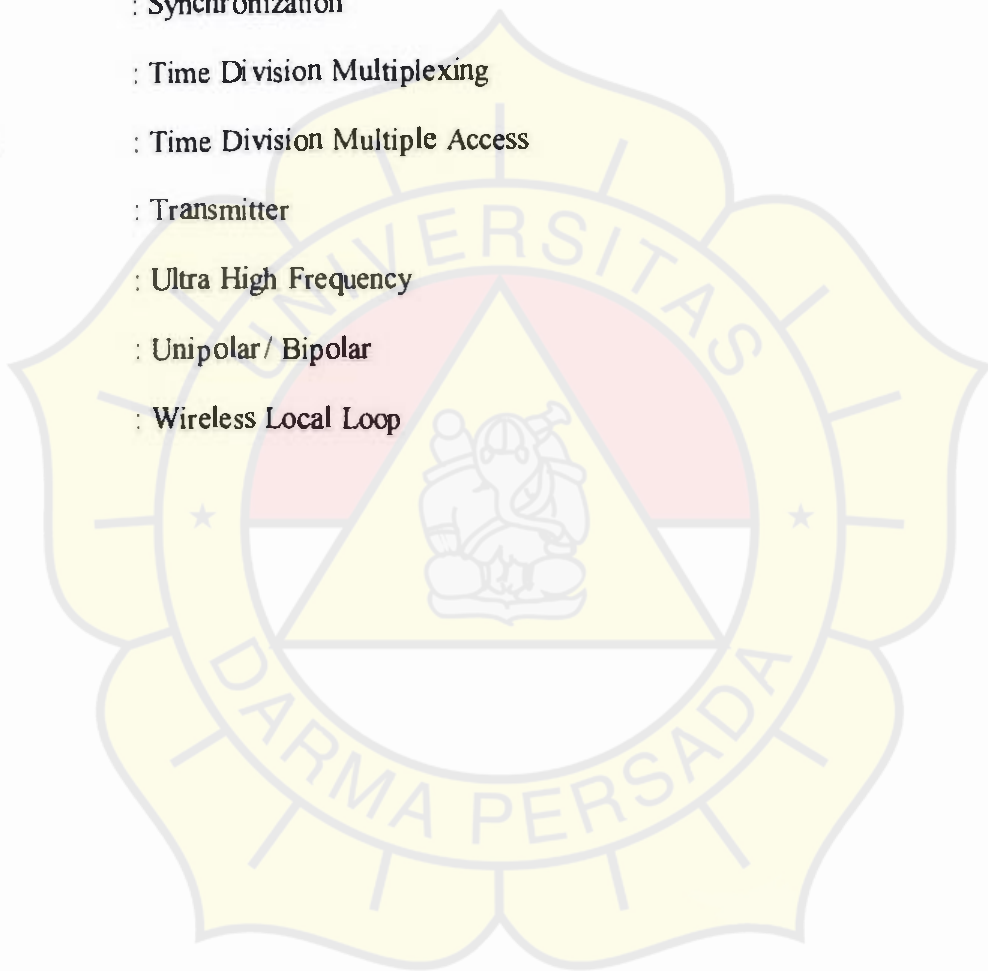 : Synchronization
: Time Division Multiplexing
: Time Division Multiple Access
: Transmitter
: Ultra High Frequency
: Unipolar/ Bipolar
: Wireless Local Loop
UNIVERSITAS
DARMA PERSADA